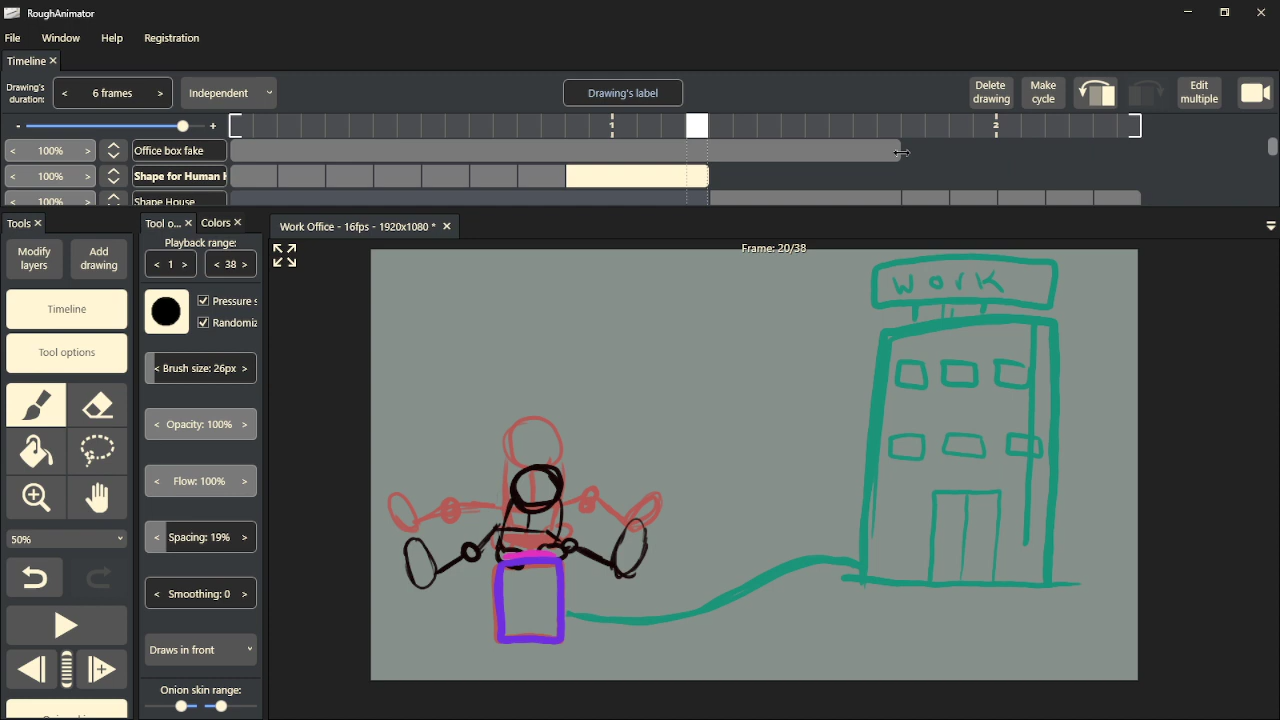 RoughAnimator
File Window Help Registration
Timeline
Drawing's duration: < 6 frames > Independent Drawing's label Delete drawing Make cycle Edit multiple
- + 1 2
< 100% > Office box fake
< 100% > Shape for Human H
< 100% > Shape House
Tools Tool o... Colors Work Office - 16fps - 1920x1080 *
Modify layers Add drawing
Playback range:
< 1 > < 38 >
Frame: 20/38
Timeline
Pressure s
Randomiz
Tool options
< Brush size: 26px >
< Opacity: 100% >
< Flow: 100% >
< Spacing: 19% >
50%
< Smoothing: 0 >
Draws in front
Onion skin range:
WORK